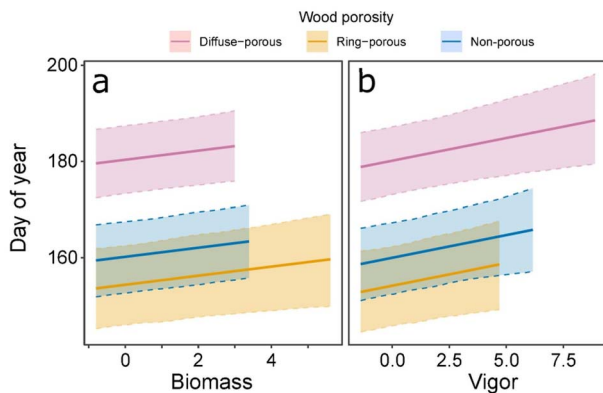 Wood porosity
Diffuse-porous Ring-porous Non-porous
a b
Day of year
200
180
160
0 2 4
0.0 2.5 5.0 7.5
Biomass Vigor